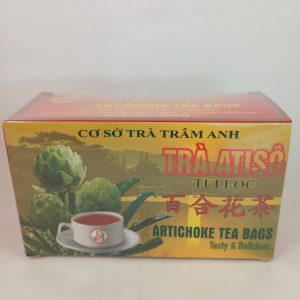 ARTICHOKE TEA BAGS
CƠ SỞ TRÀ TRÂM ANH
TRÀ ATISÔ
TÚI LỌC
百合花茶
ARTICHOKE TEA BAGS
Tasty & Delicious